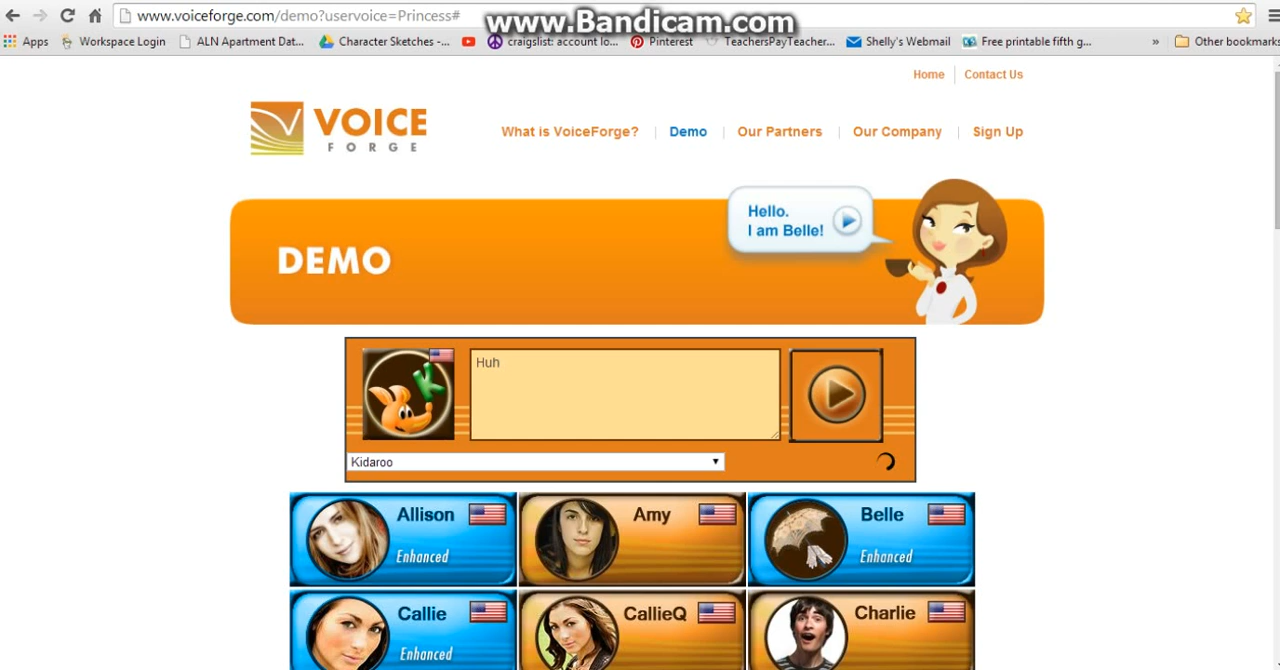 www.voiceforge.com/demo?uservoice=Princess#
www.Bandicam.com
Apps Workspace Login ALN Apartment Dat... Character Sketches -... craigslist: account lo... Pinterest TeachersPayTeacher... Shelly's Webmail Free printable fifth g... » Other bookmarks
Home Contact Us
VOICE
FORGE
What is VoiceForge? Demo Our Partners Our Company Sign Up
Hello.
I am Belle!
DEMO
K
Huh
Kidaroo
Allison Amy Belle
Enhanced Enhanced
Callie CallieQ Charlie
Enhanced